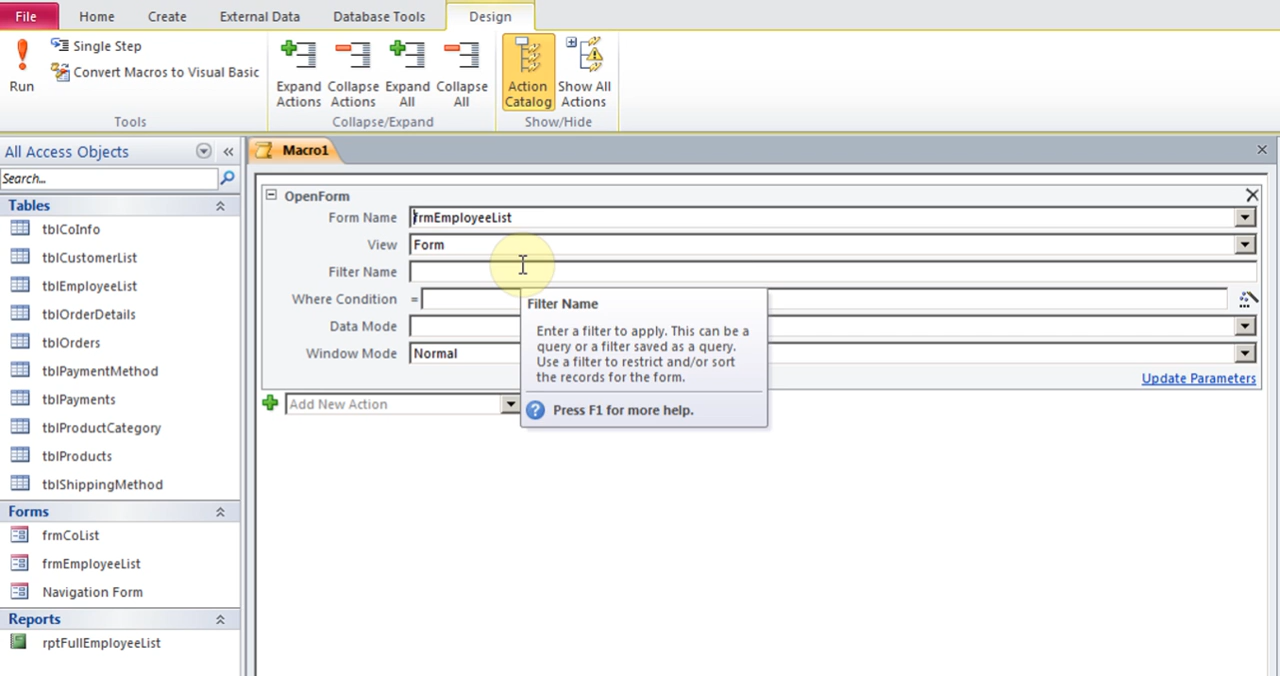 File Home Create External Data Database Tools Design
Run
Single Step
Convert Macros to Visual Basic
Tools
Expand Actions
Collapse Actions
Expand All
Collapse All
Collapse/Expand
Action Catalog
Show All Actions
Show/Hide
All Access Objects
Search...
Tables
tblCoInfo
tblCustomerList
tblEmployeeList
tblOrderDetails
tblOrders
tblPaymentMethod
tblPayments
tblProductCategory
tblProducts
tblShippingMethod
Forms
frmCoList
frmEmployeeList
Navigation Form
Reports
rptFullEmployeeList
Macro1
OpenForm
Form Name frmEmployeeList
View Form
Filter Name
Where Condition =
Data Mode
Window Mode Normal
Update Parameters
Add New Action
Filter Name
Enter a filter to apply. This can be a
query or a filter saved as a query.
Use a filter to restrict and/or sort
the records for the form.
Press F1 for more help.